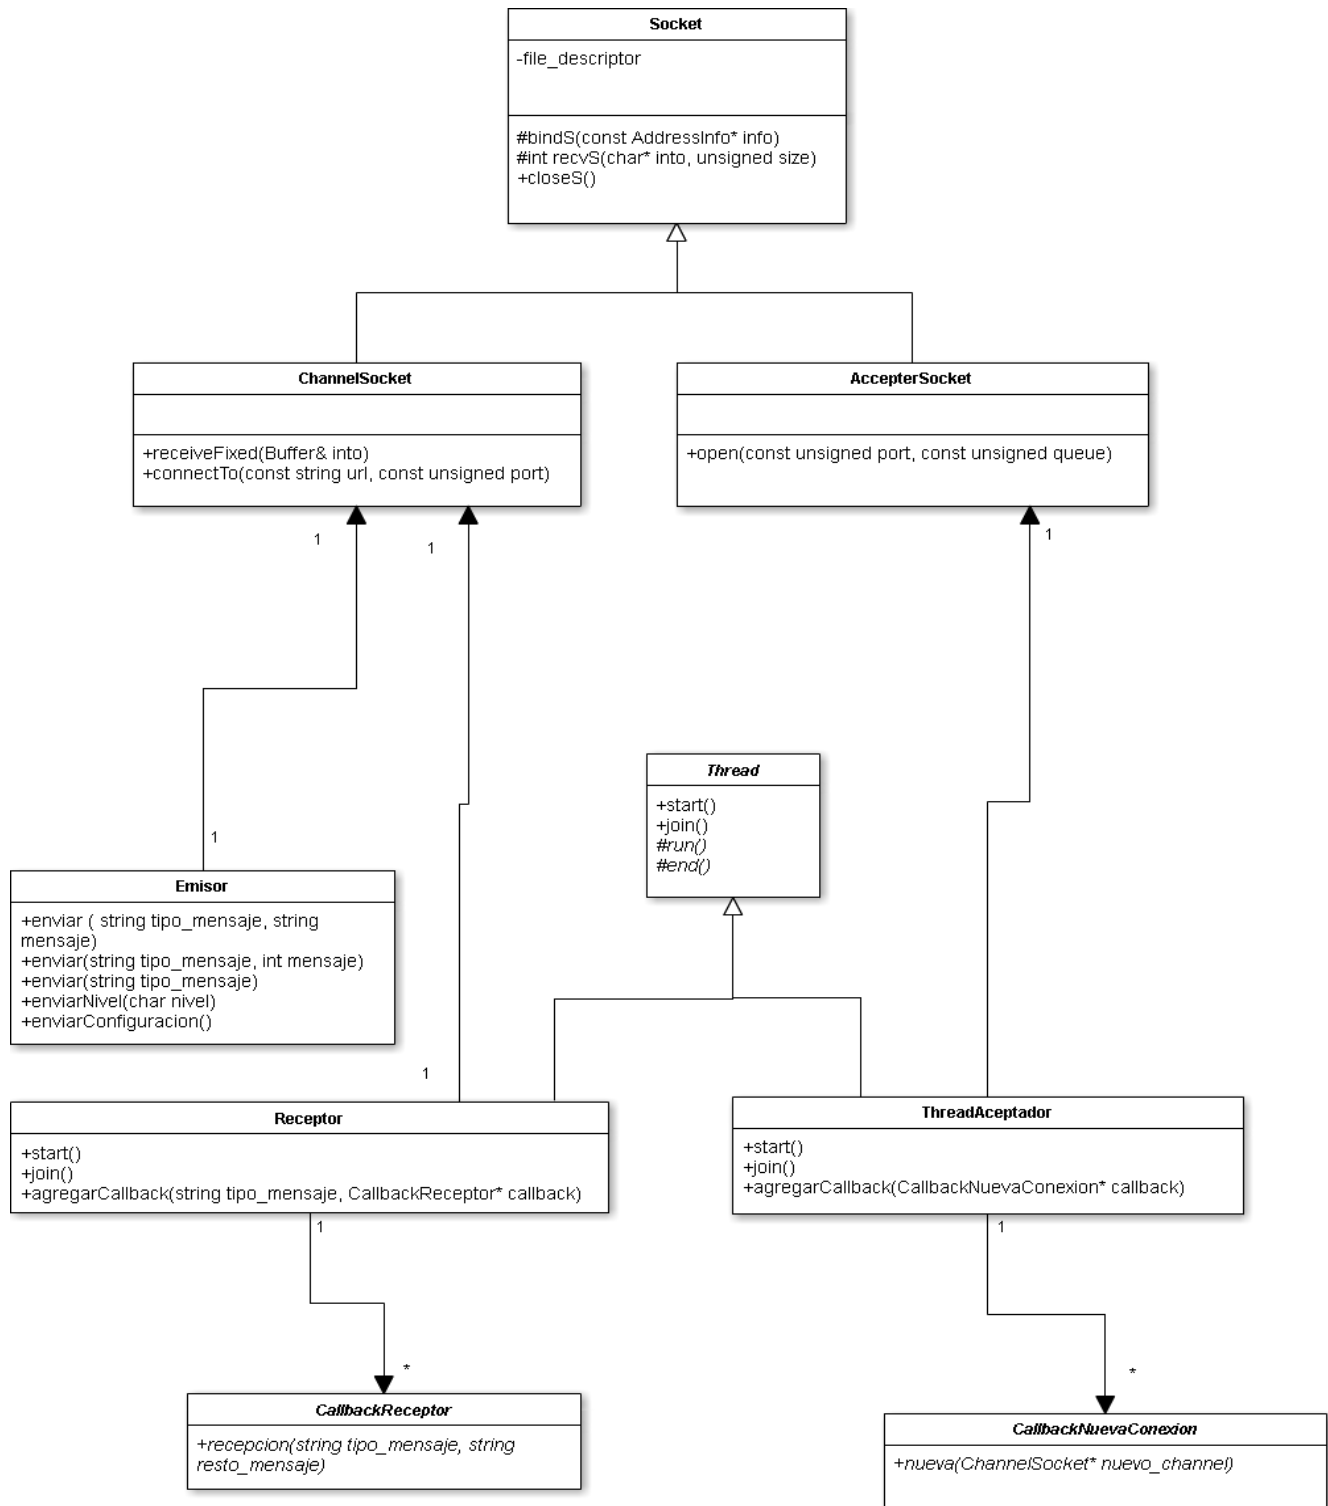 Socket
-file_descriptor
#bindS(const AddressInfo* info)
#int recvS(char* into, unsigned size)
+closeS()
ChannelSocket
+receiveFixed(Buffer& into)
+connectTo(const string url, const unsigned port)
AccepterSocket
+open(const unsigned port, const unsigned queue)
1
1
1
Thread
+start()
+join()
#run()
#end()
1
Emisor
+enviar ( string tipo_mensaje, string
mensaje)
+enviar(string tipo_mensaje, int mensaje)
+enviar(string tipo_mensaje)
+enviarNivel(char nivel)
+enviarConfiguracion()
1
Receptor
+start()
+join()
+agregarCallback(string tipo_mensaje, CallbackReceptor* callback)
ThreadAceptador
+start()
+join()
+agregarCallback(CallbackNuevaConexion* callback)
1
1
*
*
CallbackReceptor
+recepcion(string tipo_mensaje, string
resto_mensaje)
CallbackNuevaConexion
+nueva(ChannelSocket* nuevo_channel)